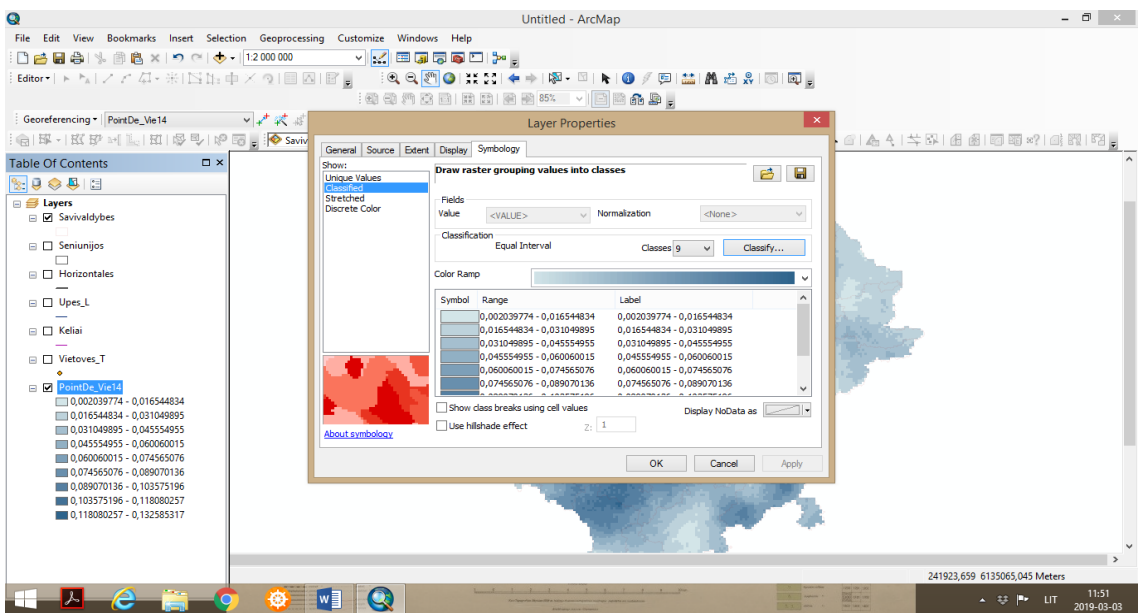 Untitled - ArcMap
File Edit View Bookmarks Insert Selection Geoprocessing Customize Windows Help
1:2 000 000
Editor
85%
Georeferencing PointDe_Vie14
Saviv
Table Of Contents
Layers
Savivaldybes
Seniunijos
Horizontales
Upes_L
Keliai
Vietoves_T
PointDe_Vie14
0,002039774 - 0,016544834
0,016544834 - 0,031049895
0,031049895 - 0,045554955
0,045554955 - 0,060060015
0,060060015 - 0,074565076
0,074565076 - 0,089070136
0,089070136 - 0,103575196
0,103575196 - 0,118080257
0,118080257 - 0,132585317
Layer Properties
General Source Extent Display Symbology
Show:
Unique Values
Classified
Stretched
Discrete Color
About symbology
Draw raster grouping values into classes
Fields
Value <VALUE> Normalization <None>
Classification
Equal Interval Classes 9 Classify...
Color Ramp
Symbol Range Label
0,002039774 - 0,016544834 0,002039774 - 0,016544834
0,016544834 - 0,031049895 0,016544834 - 0,031049895
0,031049895 - 0,045554955 0,031049895 - 0,045554955
0,045554955 - 0,060060015 0,045554955 - 0,060060015
0,060060015 - 0,074565076 0,060060015 - 0,074565076
0,074565076 - 0,089070136 0,074565076 - 0,089070136
Show class breaks using cell values Display NoData as
Use hillshade effect Z: 1
OK Cancel Apply
241923,659 6135065,045 Meters
LIT 11:51
2019-03-03